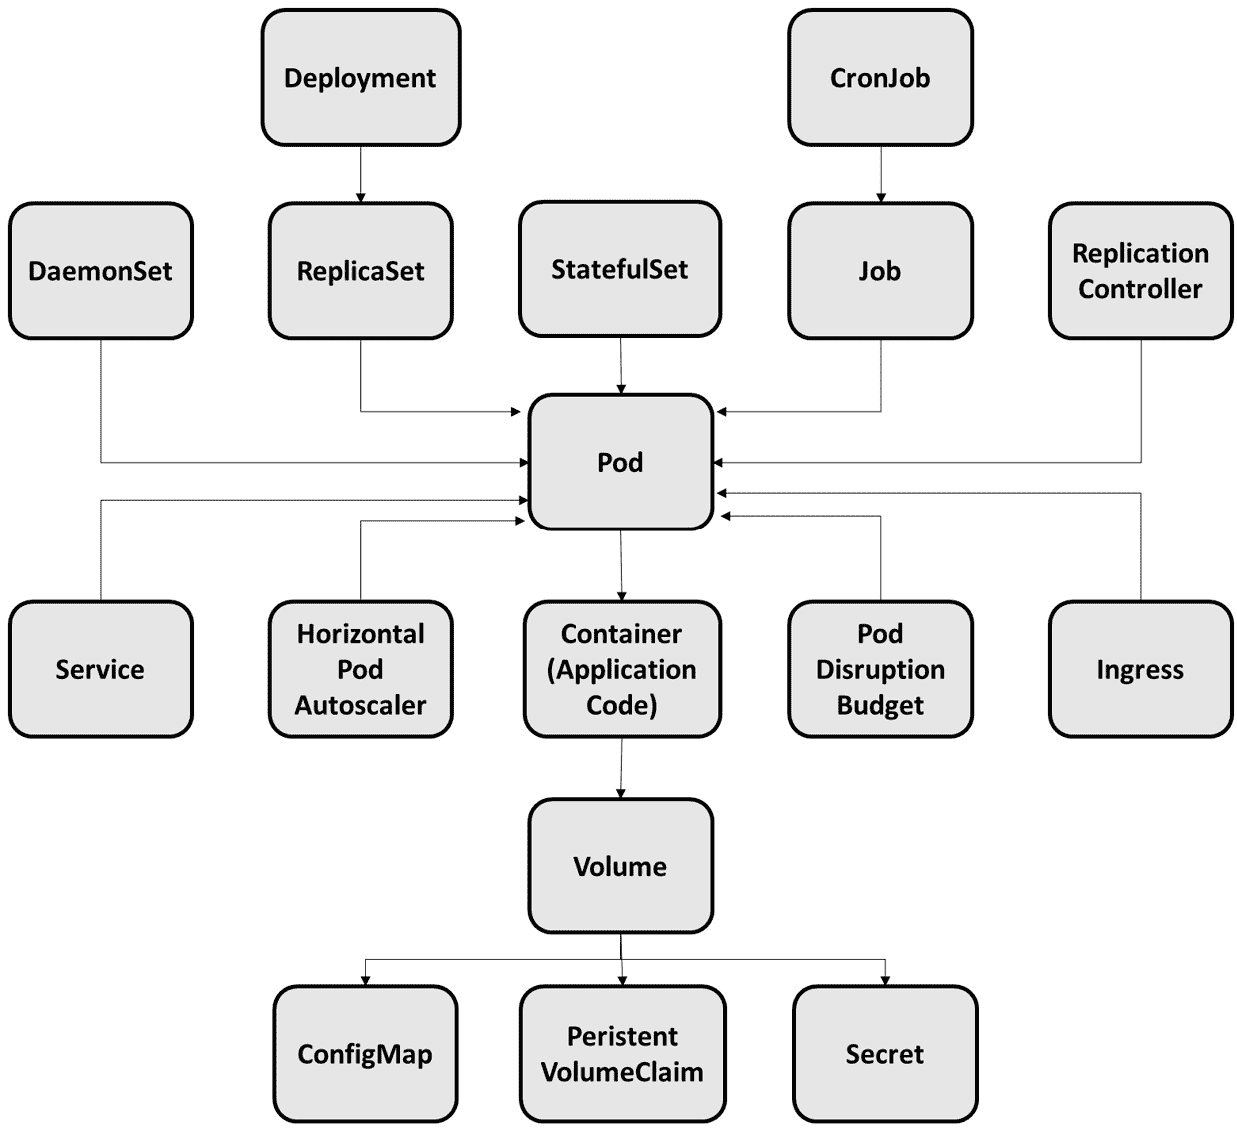 Deployment
CronJob
DaemonSet
ReplicaSet
StatefulSet
Job
Replication
Controller
Pod
Service
Horizontal
Pod
Autoscaler
Container
(Application
Code)
Pod
Disruption
Budget
Ingress
Volume
ConfigMap
Peristent
VolumeClaim
Secret